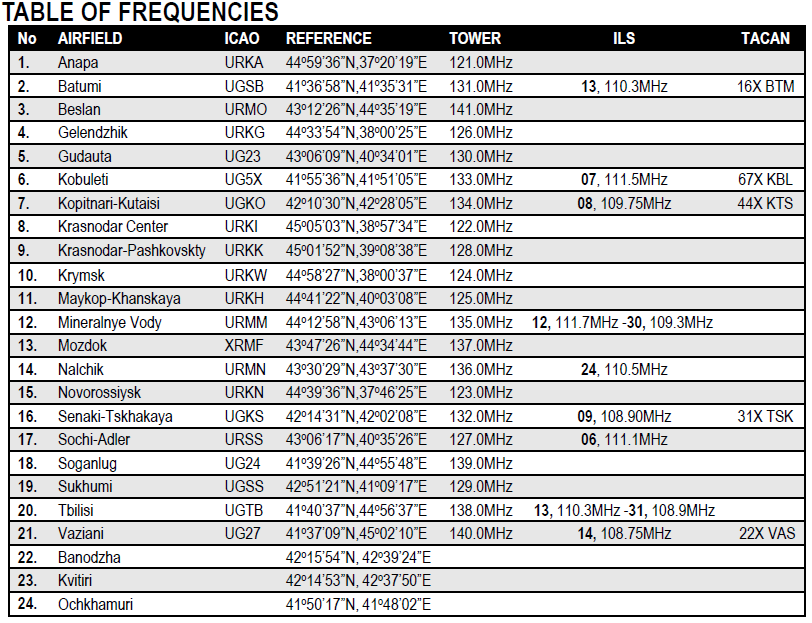 TABLE OF FREQUENCIES
No AIRFIELD ICAO REFERENCE TOWER ILS TACAN
1. Anapa URKA 44º59’36”N,37º20’19”E 121.0MHz
2. Batumi UGSB 41º36’58”N,41º35’31”E 131.0MHz 13, 110.3MHz 16X BTM
3. Beslan URMO 43º12’26”N,44º35’19”E 141.0MHz
4. Gelendzhik URKG 44º33’54”N,38º00’25”E 126.0MHz
5. Gudauta UG23 43º06’09”N,40º34’01”E 130.0MHz
6. Kobuleti UG5X 41º55’36”N,41º51’05”E 133.0MHz 07, 111.5MHz 67X KBL
7. Kopitnari-Kutaisi UGKO 42º10’30”N,42º28’05”E 134.0MHz 08, 109.75MHz 44X KTS
8. Krasnodar Center URKI 45º05’03”N,38º57’34”E 122.0MHz
9. Krasnodar-Pashkovskty URKK 45º01’52”N,39º08’38”E 128.0MHz
10. Krymsk URKW 44º58’27”N,38º00’37”E 124.0MHz
11. Maykop-Khanskaya URKH 44º41’22”N,40º03’08”E 125.0MHz
12. Mineralnye Vody URMM 44º12’58”N,43º06’13”E 135.0MHz 12, 111.7MHz -30, 109.3MHz
13. Mozdok XRMF 43º47’26”N,44º34’44”E 137.0MHz
14. Nalchik URMN 43º30’29”N,43º37’30”E 136.0MHz 24, 110.5MHz
15. Novorossiysk URKN 44º39’36”N,37º46’25”E 123.0MHz
16. Senaki-Tskhakaya UGKS 42º14’31”N,42º02’08”E 132.0MHz 09, 108.90MHz 31X TSK
17. Sochi-Adler URSS 43º06’17”N,40º35’26”E 127.0MHz 06, 111.1MHz
18. Soganlug UG24 41º39’26”N,44º55’48”E 139.0MHz
19. Sukhumi UGSS 42º51’21”N,41º09’17”E 129.0MHz
20. Tbilisi UGTB 41º40’37”N,44º56’37”E 138.0MHz 13, 110.3MHz -31, 108.9MHz
21. Vaziani UG27 41º37’09”N,45º02’10”E 140.0MHz 14, 108.75MHz 22X VAS
22. Banodzha 42º15’54”N, 42º39’24”E
23. Kvitiri 42º14’53”N, 42º37’50”E
24. Ochkhamuri 41º50’17”N, 41º48’02”E